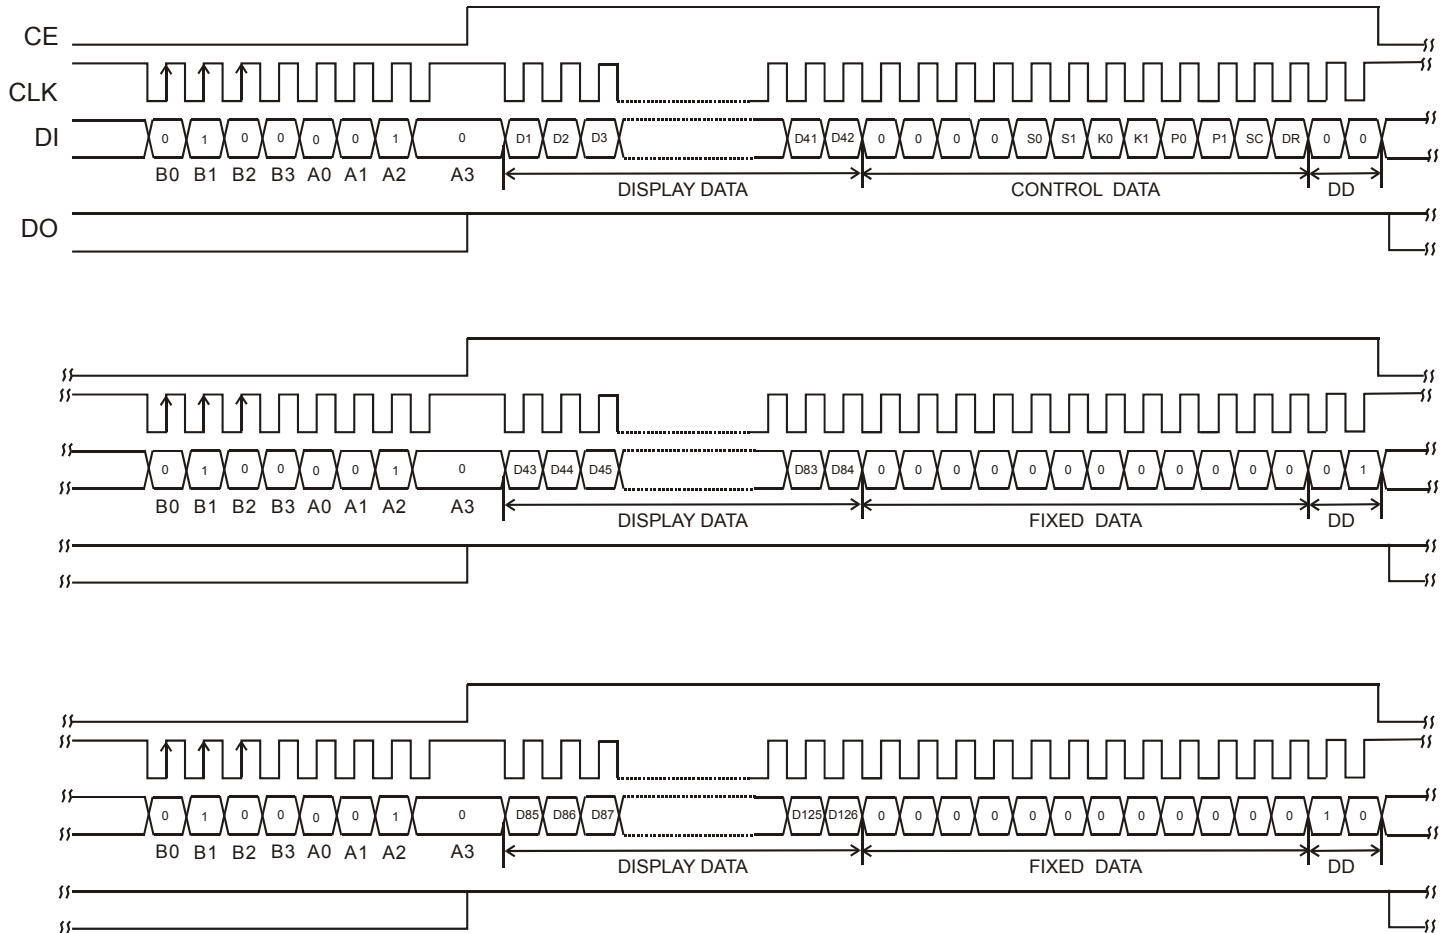 CE
CLK
DI 0 1 0 0 0 0 1 0 D1 D2 D3 D41 D42 0 0 0 0 S0 S1 K0 K1 P0 P1 SC DR 0 0
B0 B1 B2 B3 A0 A1 A2 A3 DISPLAY DATA CONTROL DATA DD
DO
0 1 0 0 0 0 1 0 D43 D44 D45 D83 D84 0 0 0 0 0 0 0 0 0 0 0 0 0 1
B0 B1 B2 B3 A0 A1 A2 A3 DISPLAY DATA FIXED DATA DD
0 1 0 0 0 0 1 0 D85 D86 D87 D125 D126 0 0 0 0 0 0 0 0 0 0 0 0 1 0
B0 B1 B2 B3 A0 A1 A2 A3 DISPLAY DATA FIXED DATA DD